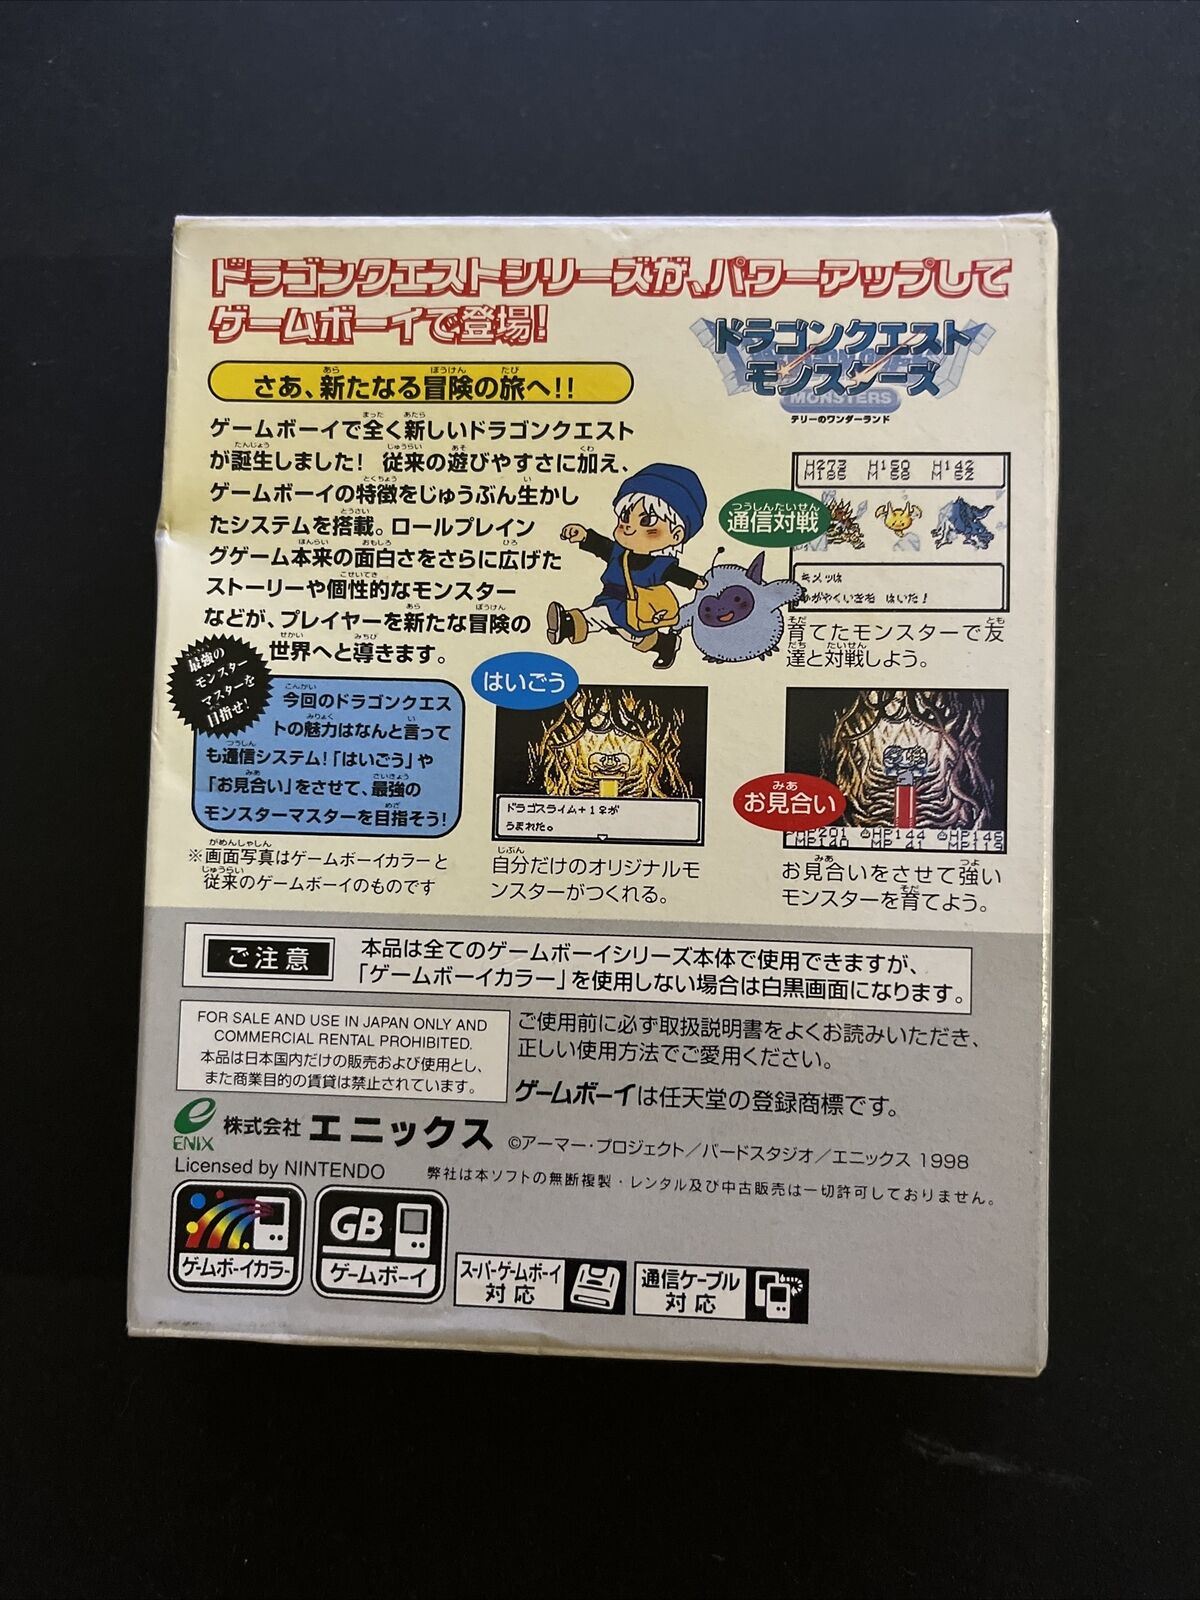 ドラゴンクエストシリーズが、パワーアップして
ゲームボーイで登場!
さあ、新たなる冒険の旅へ!!
ドラゴンクエスト
モンスターズ
MONSTERS
テリーのワンダーランド
ゲームボーイで全く新しいドラゴンクエスト
が誕生しました! 従来の遊びやすさに加え、
ゲームボーイの特徴をじゅうぶん生かし
たシステムを搭載。ロールプレイン
グゲーム本来の面白さをさらに広げた
ストーリーや個性的なモンスター
などが、プレイヤーを新たな冒険の
世界へと導きます。
通信対戦
H273 H150 H142
かがやくいきを はいた!
育てたモンスターで友
達と対戦しよう。
最強の
モンスター
マスターを
目指せ!
今回のドラゴンクエス
トの魅力はなんと言って
も通信システム!「はいごう」や
「お見合い」をさせて、最強の
モンスターマスターを目指そう!
※画面写真はゲームボーイカラーと
従来のゲームボーイのものです
はいごう
ドラゴスライム+1♀が
うまれた。
自分だけのオリジナルモ
ンスターがつくれる。
お見合い
HP201 HP144 HP146
MP140 MP 41 MP119
お見合いをさせて強い
モンスターを育てよう。
ご注意
本品は全てのゲームボーイシリーズ本体で使用できますが、
「ゲームボーイカラー」を使用しない場合は白黒画面になります。
FOR SALE AND USE IN JAPAN ONLY AND
COMMERCIAL RENTAL PROHIBITED.
本品は日本国内だけの販売および使用とし、
また商業目的の賃貸は禁止されています。
ご使用前に必ず取扱説明書をよくお読みいただき、
正しい使用方法でご愛用ください。
ゲームボーイは任天堂の登録商標です。
ENIX
株式会社 エニックス
©アーマー・プロジェクト/バードスタジオ/エニックス 1998
Licensed by NINTENDO
弊社は本ソフトの無断複製・レンタル及び中古販売は一切許可しておりません。
ゲームボーイカラー
GB
ゲームボーイ
スーパーゲームボーイ
対応
通信ケーブル
対応